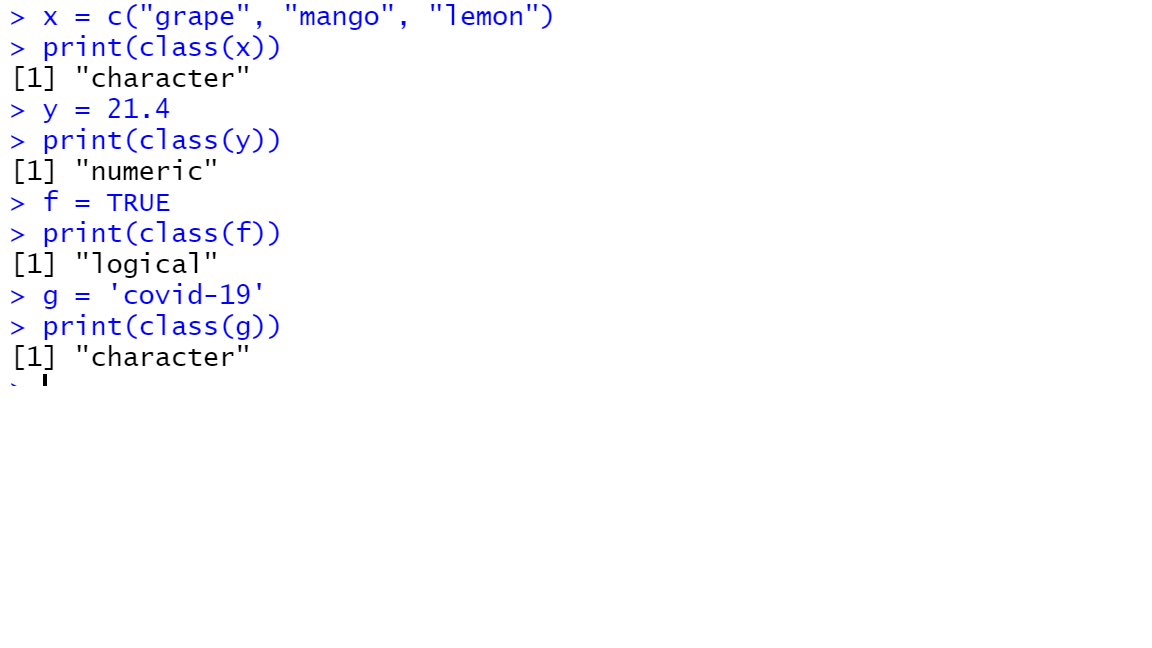 > x = c("grape", "mango", "lemon")
> print(class(x))
[1] "character"
> y = 21.4
> print(class(y))
[1] "numeric"
> f = TRUE
> print(class(f))
[1] "logical"
> g = 'covid-19'
> print(class(g))
[1] "character"
>